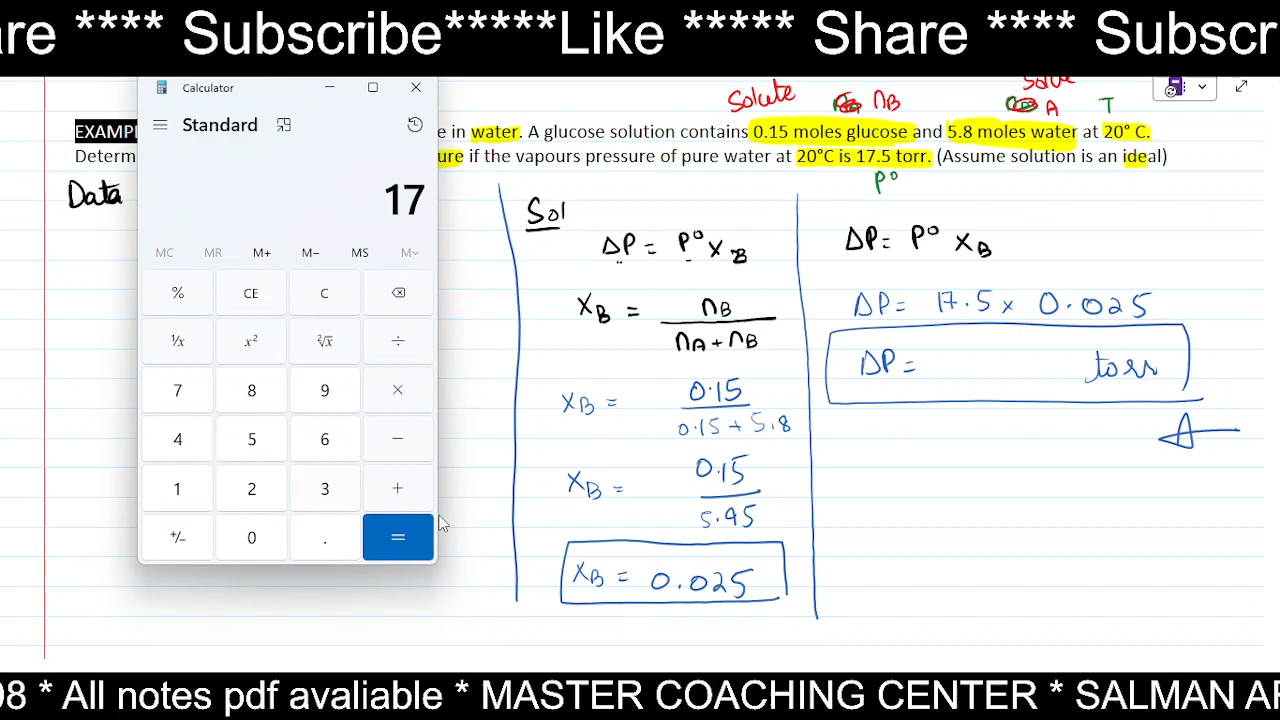 are **** Subscribe*****Like ***** Share **** Subscr
Calculator
Standard
17
MC MR M+ M− MS M
% CE C
¹/x x² ²√x ÷
7 8 9 ×
4 5 6 −
1 2 3 +
+/− 0 . =
Solute nB A T
EXAMPL e in water. A glucose solution contains 0.15 moles glucose and 5.8 moles water at 20° C.
Determ ure if the vapours pressure of pure water at 20°C is 17.5 torr. (Assume solution is an ideal)
P°
Data
Sol
ΔP = P° XB
XB = nB / nA + nB
XB = 0.15 / 0.15 + 5.8
XB = 0.15 / 5.95
XB = 0.025
ΔP = P° XB
ΔP = 17.5 x 0.025
ΔP = torr
08 * All notes pdf avaliable * MASTER COACHING CENTER * SALMAN AF